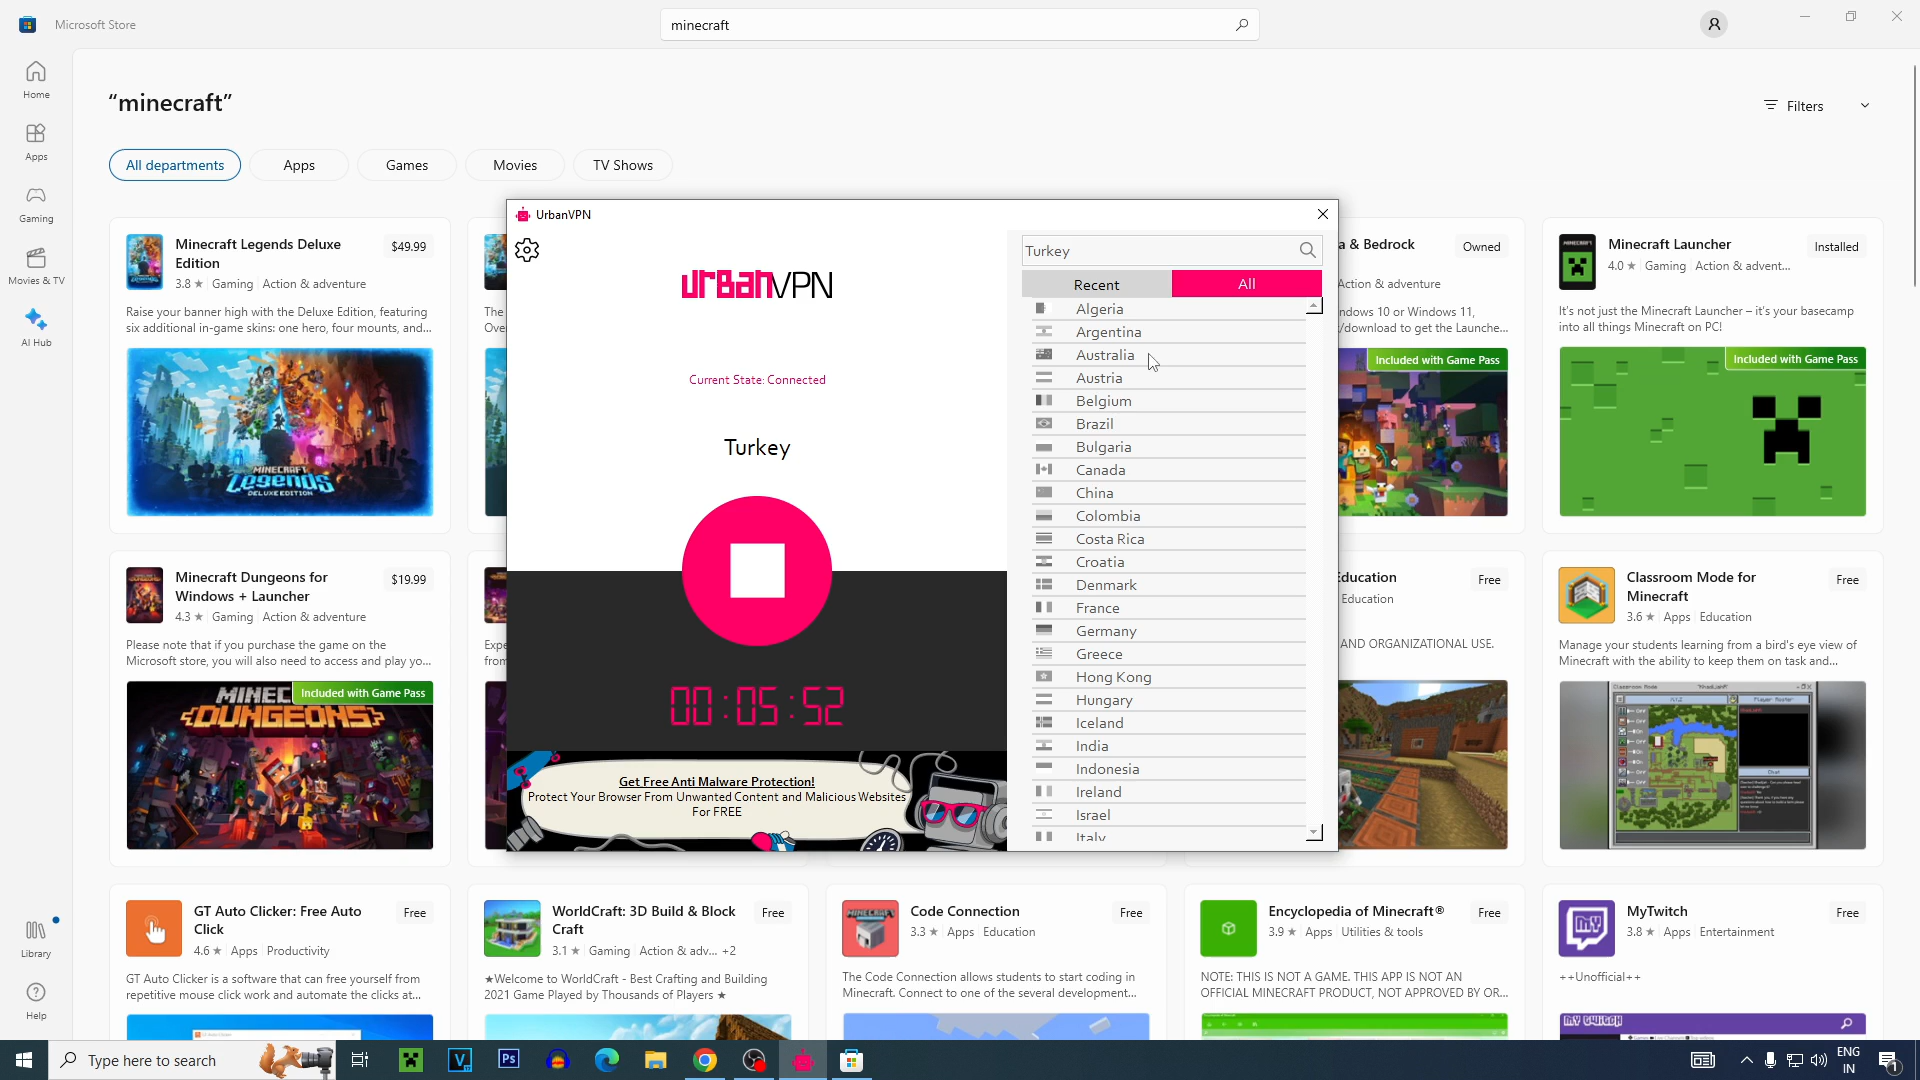 Microsoft Store
minecraft
Home
Apps
Gaming
Movies & TV
AI Hub
Library
Help
“minecraft”
Filters
All departments
Apps
Games
Movies
TV Shows
Minecraft Legends Deluxe
Edition
$49.99
3.8 ★ Gaming Action & adventure
Raise your banner high with the Deluxe Edition, featuring
six additional in-game skins: one hero, four mounts, and...
MINECRAFT
Legends
DELUXE EDITION
The
Over
a & Bedrock
Owned
Action & adventure
ndows 10 or Windows 11,
/download to get the Launche...
Included with Game Pass
Minecraft Launcher
Installed
4.0 ★ Gaming Action & advent...
It's not just the Minecraft Launcher – it's your basecamp
into all things Minecraft on PC!
Included with Game Pass
UrbanVPN
urbanVPN
Current State: Connected
Turkey
00:05:52
Get Free Anti Malware Protection!
Protect Your Browser From Unwanted Content and Malicious Websites
For FREE
Turkey
Recent
All
Algeria
Argentina
Australia
Austria
Belgium
Brazil
Bulgaria
Canada
China
Colombia
Costa Rica
Croatia
Denmark
France
Germany
Greece
Hong Kong
Hungary
Iceland
India
Indonesia
Ireland
Israel
Italy
Minecraft Dungeons for
Windows + Launcher
$19.99
4.3 ★ Gaming Action & adventure
Please note that if you purchase the game on the
Microsoft store, you will also need to access and play yo...
Included with Game Pass
DUNGEONS
Expe
from
Education
Free
Education
AND ORGANIZATIONAL USE.
Classroom Mode for
Minecraft
Free
3.6 ★ Apps Education
Manage your students learning from a bird's eye view of
Minecraft with the ability to keep them on task and...
GT Auto Clicker: Free Auto
Click
Free
4.6 ★ Apps Productivity
GT Auto Clicker is a software that can free yourself from
repetitive mouse click work and automate the clicks at...
WorldCraft: 3D Build & Block
Craft
Free
3.1 ★ Gaming Action & adv... +2
★Welcome to WorldCraft - Best Crafting and Building
2021 Game Played by Thousands of Players ★
Code Connection
Free
3.3 ★ Apps Education
The Code Connection allows students to start coding in
Minecraft. Connect to one of the several development...
Encyclopedia of Minecraft®
Free
3.9 ★ Apps Utilities & tools
NOTE: THIS IS NOT A GAME. THIS APP IS NOT AN
OFFICIAL MINECRAFT PRODUCT, NOT APPROVED BY OR...
MyTwitch
Free
3.8 ★ Apps Entertainment
++Unofficial++
MY TWITCH
Type here to search
Ps
ENG
IN
1